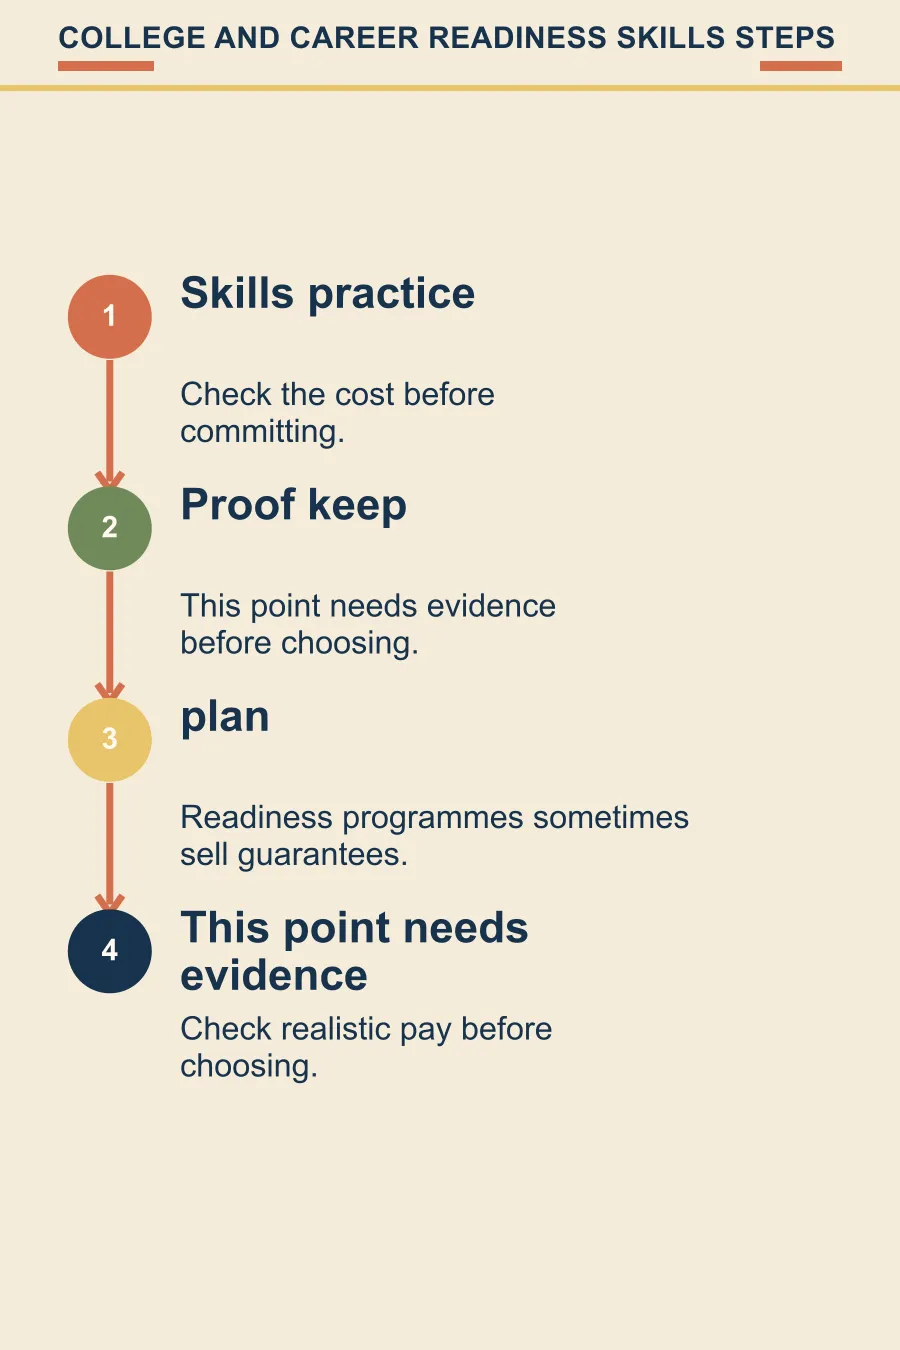 COLLEGE AND CAREER READINESS SKILLS STEPS
1
Skills practice
Check the cost before
committing.
2
Proof keep
This point needs evidence
before choosing.
3
plan
Readiness programmes sometimes
sell guarantees.
4
This point needs
evidence
Check realistic pay before
choosing.